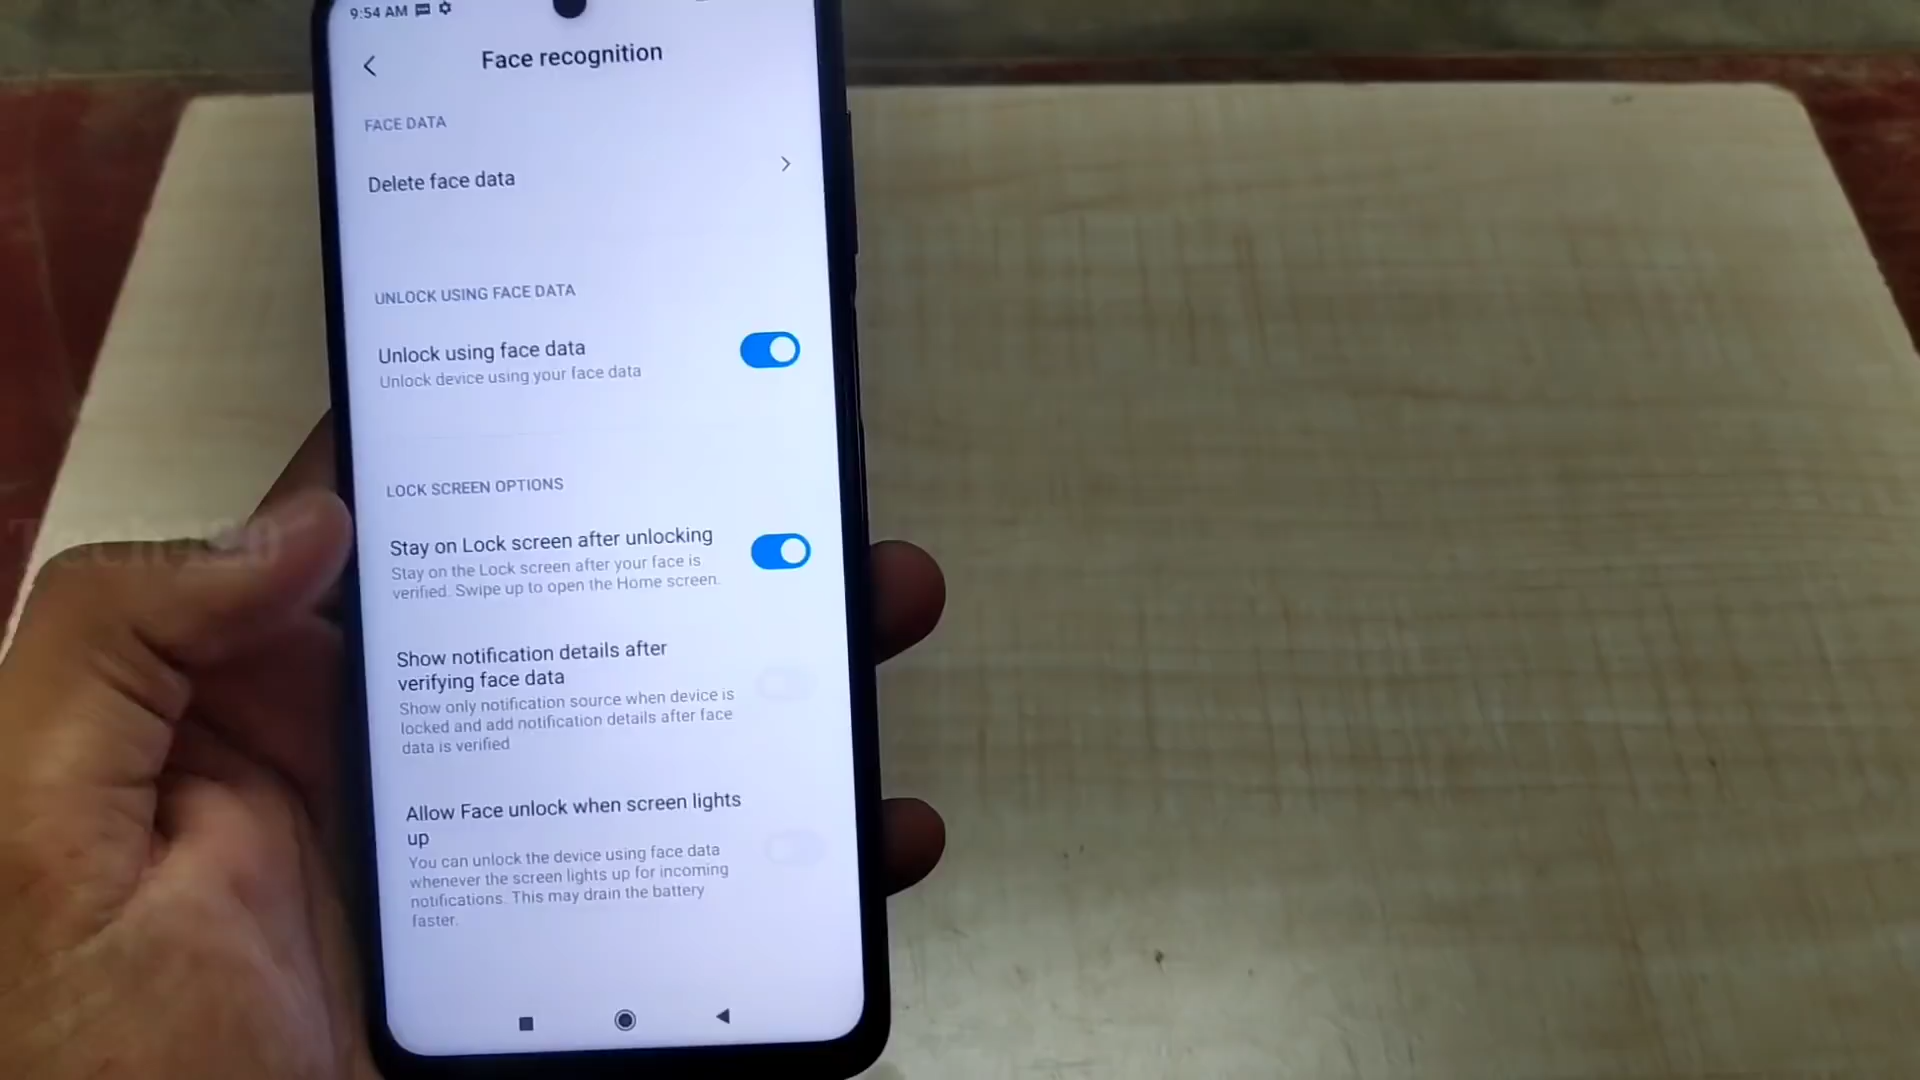 9:54 AM
Face recognition
FACE DATA
Delete face data
UNLOCK USING FACE DATA
Unlock using face data
Unlock device using your face data
LOCK SCREEN OPTIONS
Stay on Lock screen after unlocking
Stay on the Lock screen after your face is
verified. Swipe up to open the Home screen.
Show notification details after
verifying face data
Show only notification source when device is
locked and add notification details after face
data is verified
Allow Face unlock when screen lights
up
You can unlock the device using face data
whenever the screen lights up for incoming
notifications. This may drain the battery
faster.